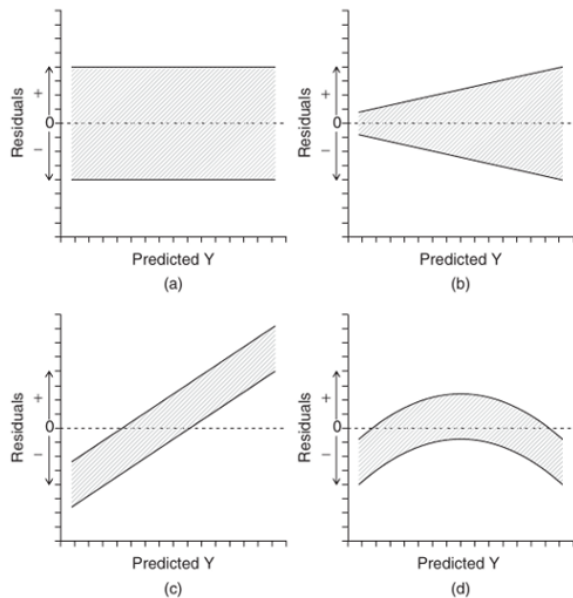 Residuals
+
0
–
Predicted Y
(a)
Residuals
+
0
–
Predicted Y
(b)
Residuals
+
0
–
Predicted Y
(c)
Residuals
+
0
–
Predicted Y
(d)